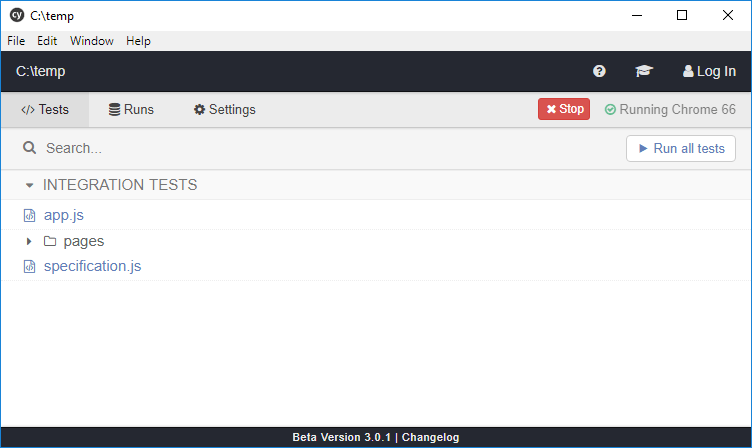 cy C:\temp
File Edit Window Help
C:\temp Log In
</> Tests Runs Settings Stop Running Chrome 66
Search... Run all tests
INTEGRATION TESTS
app.js
pages
specification.js
Beta Version 3.0.1 | Changelog